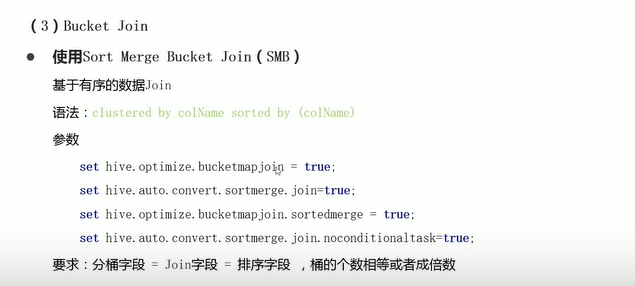 （3）Bucket Join
● 使用Sort Merge Bucket Join（SMB）
基于有序的数据Join
语法：clustered by colName sorted by (colName)
参数
set hive.optimize.bucketmapjoin = true;
set hive.auto.convert.sortmerge.join=true;
set hive.optimize.bucketmapjoin.sortedmerge = true;
set hive.auto.convert.sortmerge.join.noconditionaltask=true;
要求：分桶字段 = Join字段 = 排序字段 ，桶的个数相等或者成倍数